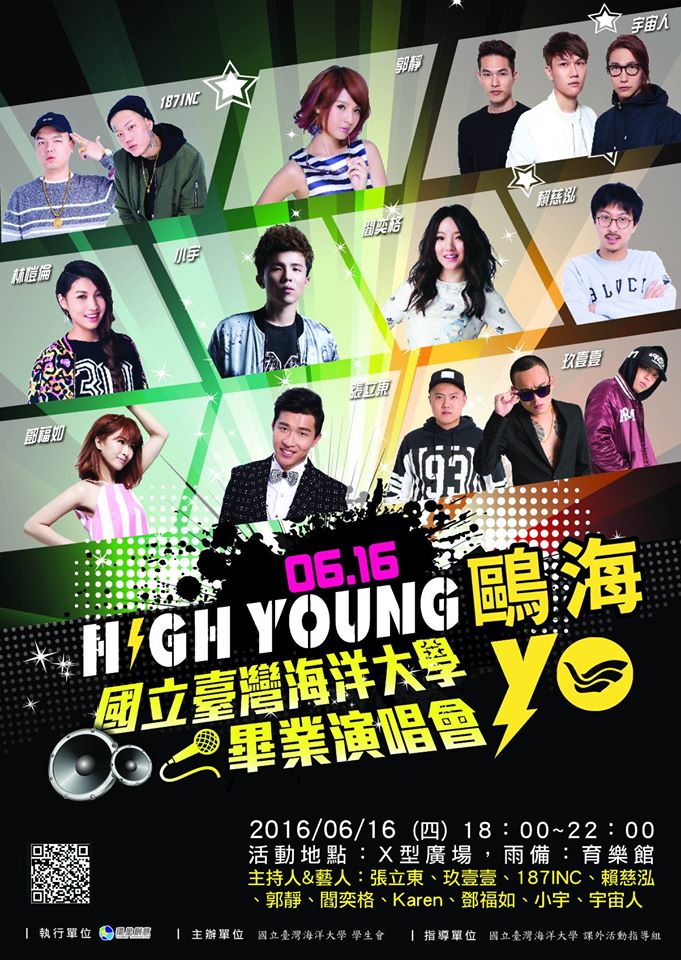 宇宙人
郭靜
187INC
賴慈泓
閻奕格
小宇
林愷倫
玖壹壹
張立東
鄧福如
BLVC
31
93
06.16
HIGH YOUNG 鷗海
yo
國立臺灣海洋大學
畢業演唱會
2016/06/16 (四) 18:00~22:00
活動地點:X型廣場,雨備:育樂館
主持人&藝人:張立東、玖壹壹、187INC、賴慈泓
、郭靜、閻奕格、Karen、鄧福如、小宇、宇宙人
| 執行單位
| 主辦單位 國立臺灣海洋大學 學生會
| 指導單位 國立臺灣海洋大學 課外活動指導組